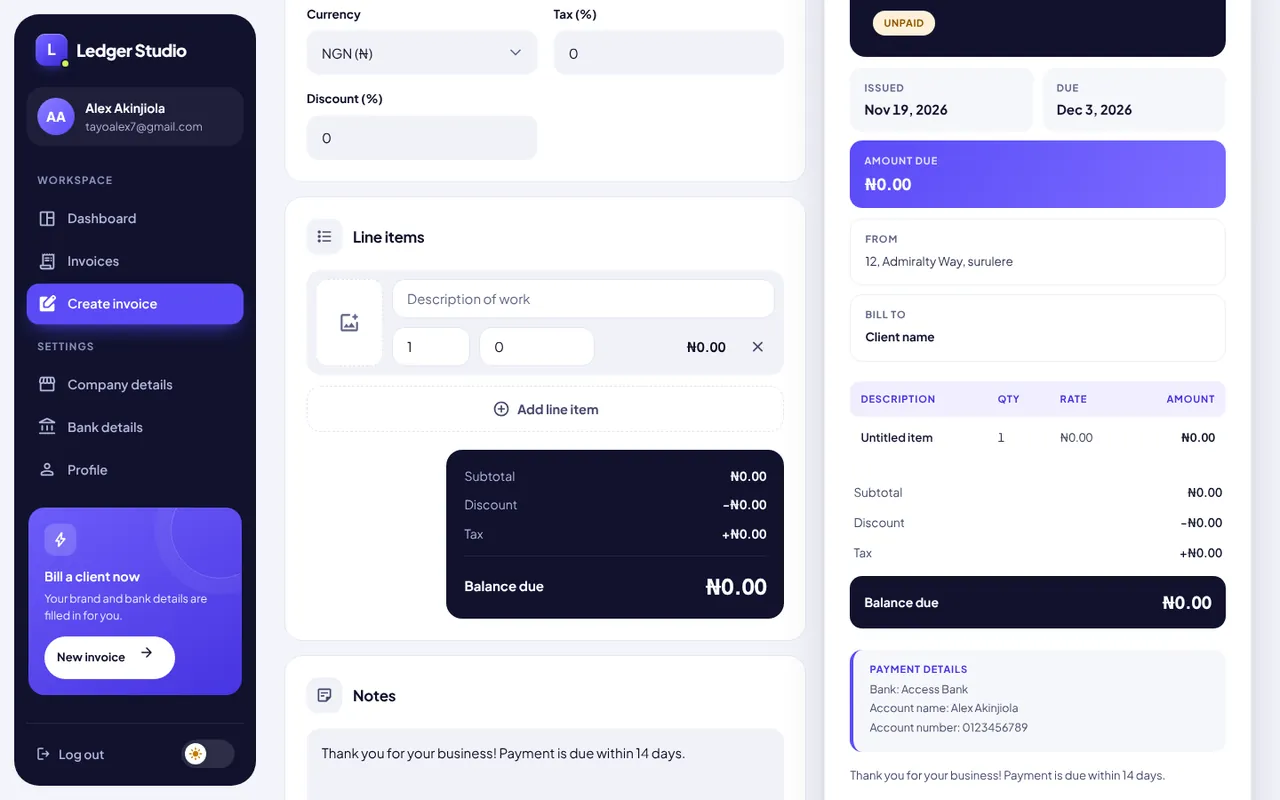 L
Ledger Studio
AA
Alex Akinjiola
tayoalex7@gmail.com
WORKSPACE
Dashboard
Invoices
Create invoice
SETTINGS
Company details
Bank details
Profile
Bill a client now
Your brand and bank details are
filled in for you.
New invoice
Log out
Currency
Tax (%)
NGN (₦)
0
Discount (%)
0
Line items
Description of work
1
0
₦0.00
Add line item
Subtotal ₦0.00
Discount -₦0.00
Tax +₦0.00
Balance due ₦0.00
Notes
Thank you for your business! Payment is due within 14 days.
UNPAID
ISSUED
Nov 19, 2026
DUE
Dec 3, 2026
AMOUNT DUE
₦0.00
FROM
12, Admiralty Way, surulere
BILL TO
Client name
DESCRIPTION QTY RATE AMOUNT
Untitled item 1 ₦0.00 ₦0.00
Subtotal ₦0.00
Discount -₦0.00
Tax +₦0.00
Balance due ₦0.00
PAYMENT DETAILS
Bank: Access Bank
Account name: Alex Akinjiola
Account number: 0123456789
Thank you for your business! Payment is due within 14 days.